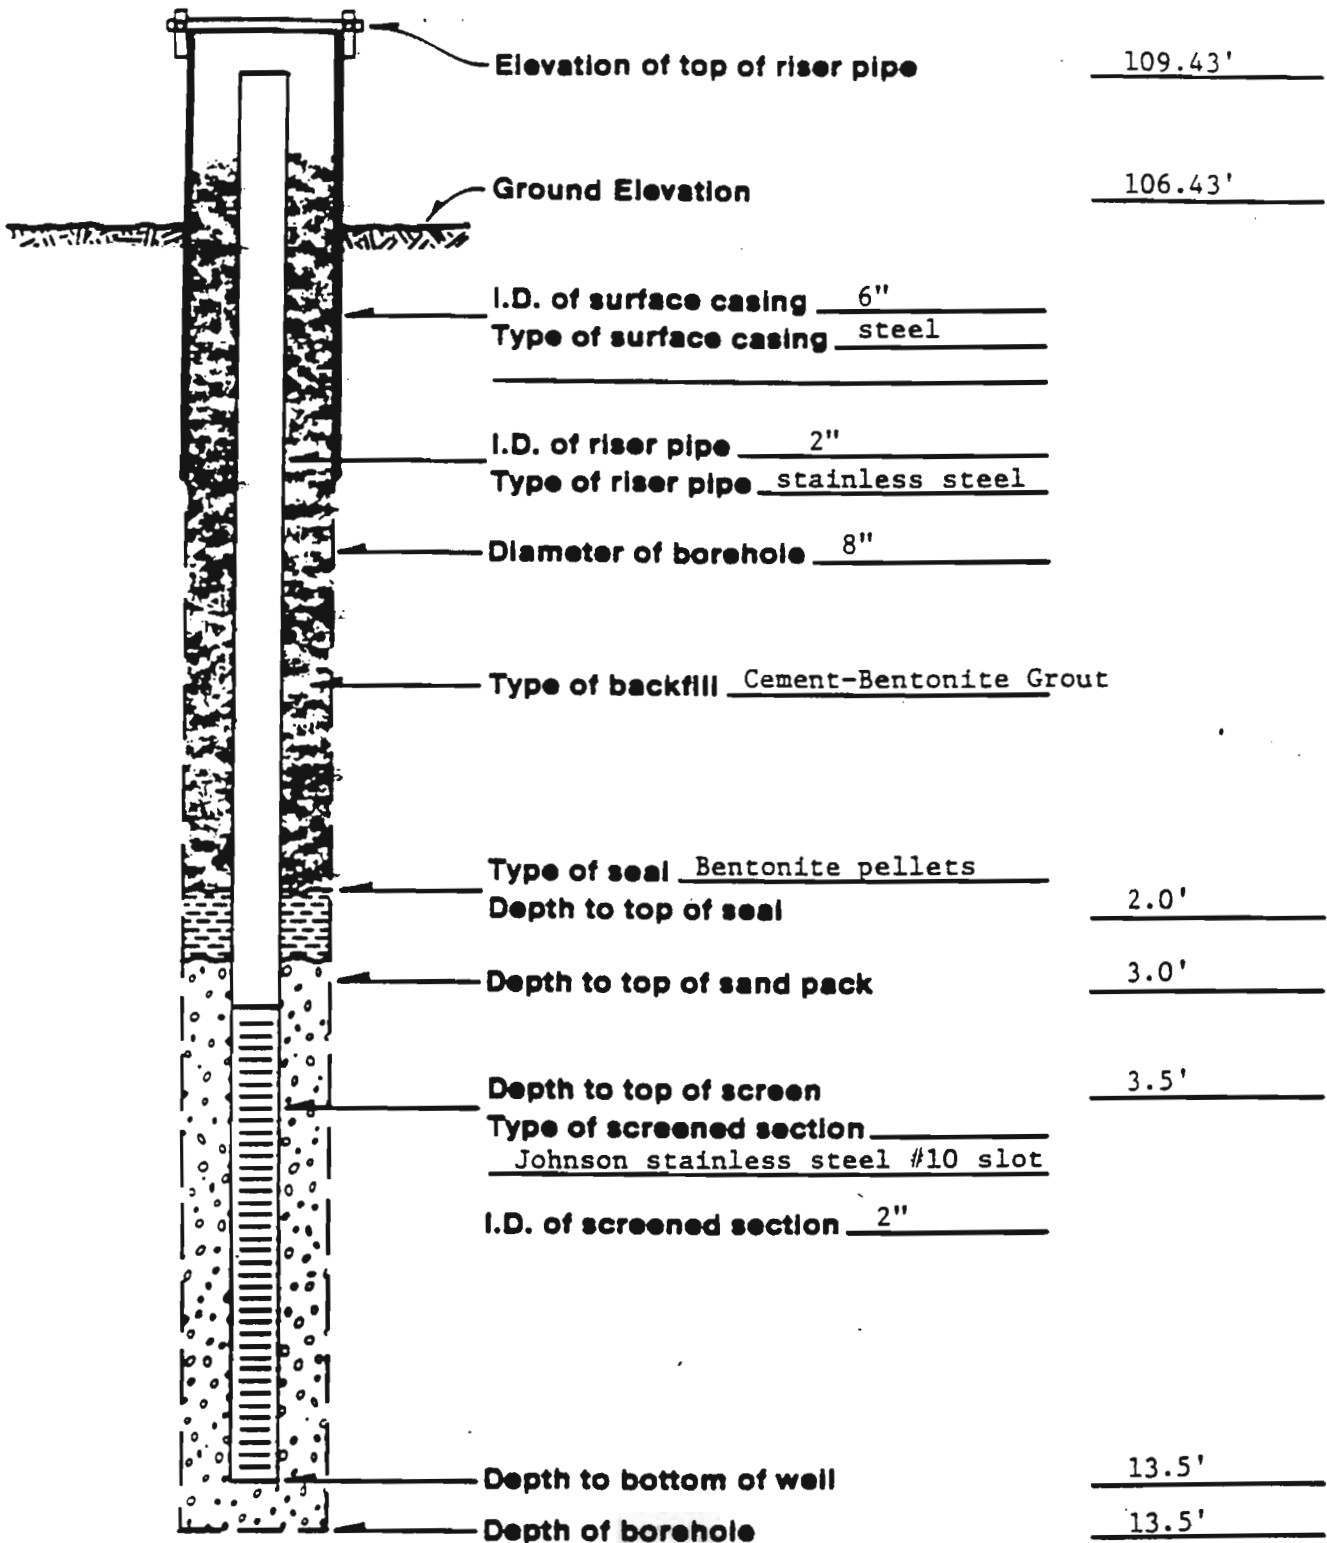 Elevation of top of riser pipe 109.43'
Ground Elevation 106.43'
I.D. of surface casing 6"
Type of surface casing steel
I.D. of riser pipe 2"
Type of riser pipe stainless steel
Diameter of borehole 8"
Type of backfill Cement-Bentonite Grout
Type of seal Bentonite pellets
Depth to top of seal 2.0'
Depth to top of sand pack 3.0'
Depth to top of screen 3.5'
Type of screened section
Johnson stainless steel #10 slot
I.D. of screened section 2"
Depth to bottom of well 13.5'
Depth of borehole 13.5'